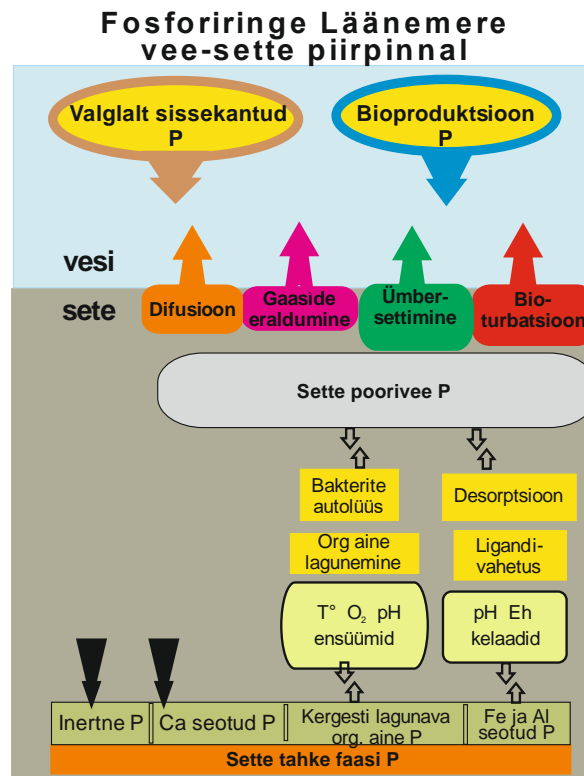 Fosforiringe Läänemere
vee-sette piirpinnal
Valglalt sissekantud
P
Bioproduktsioon
P
vesi
sete
Difusioon
Gaaside
eraldumine
Ümber-
settimine
Bio-
turbatsioon
Sette poorivee P
Bakterite
autolüüs
Desorptsioon
Org aine
lagunemine
Ligandi-
vahetus
T° O₂ pH
ensüümid
pH Eh
kelaadid
Inertne P
Ca seotud P
Kergesti lagunava
org. aine P
Fe ja Al
seotud P
Sette tahke faasi P